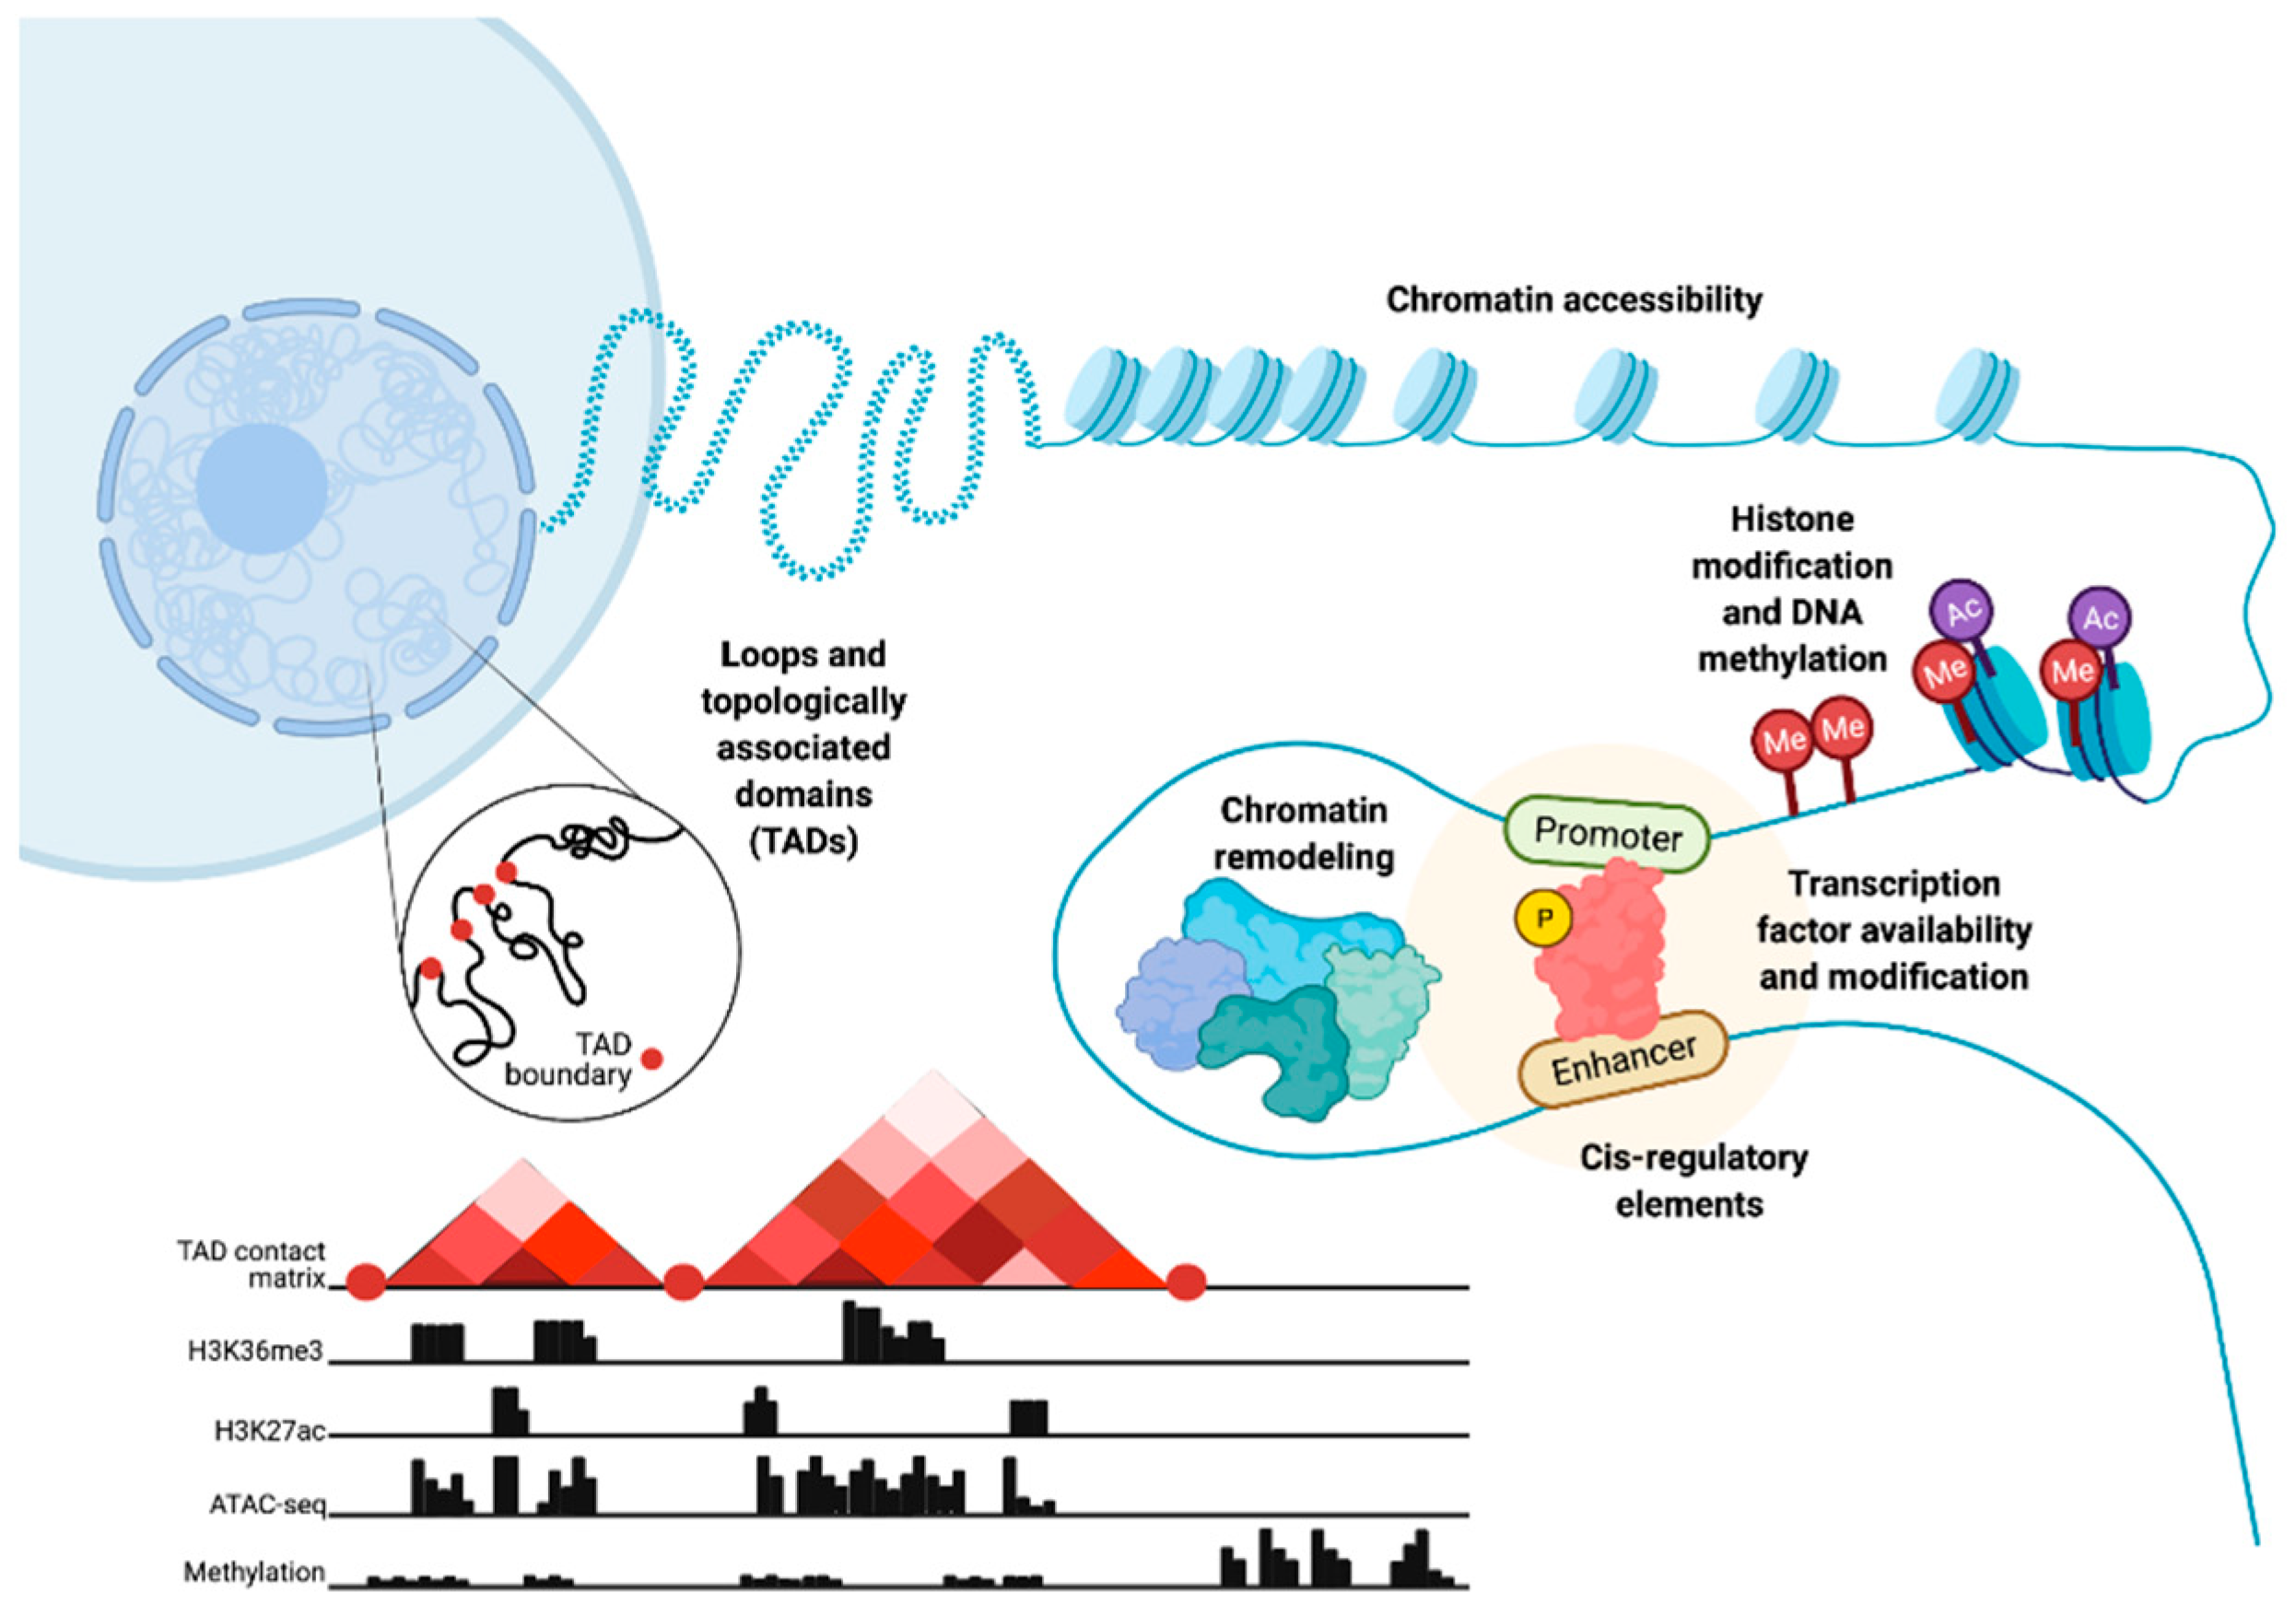 Chromatin accessibility
Histone
modification
and DNA
methylation
Ac
Ac
Me
Me
Me
Me
Loops and
topologically
associated
domains
(TADs)
Chromatin
remodeling
Promoter
P
Transcription
factor availability
and modification
Enhancer
Cis-regulatory
elements
TAD
boundary
TAD contact
matrix
H3K36me3
H3K27ac
ATAC-seq
Methylation